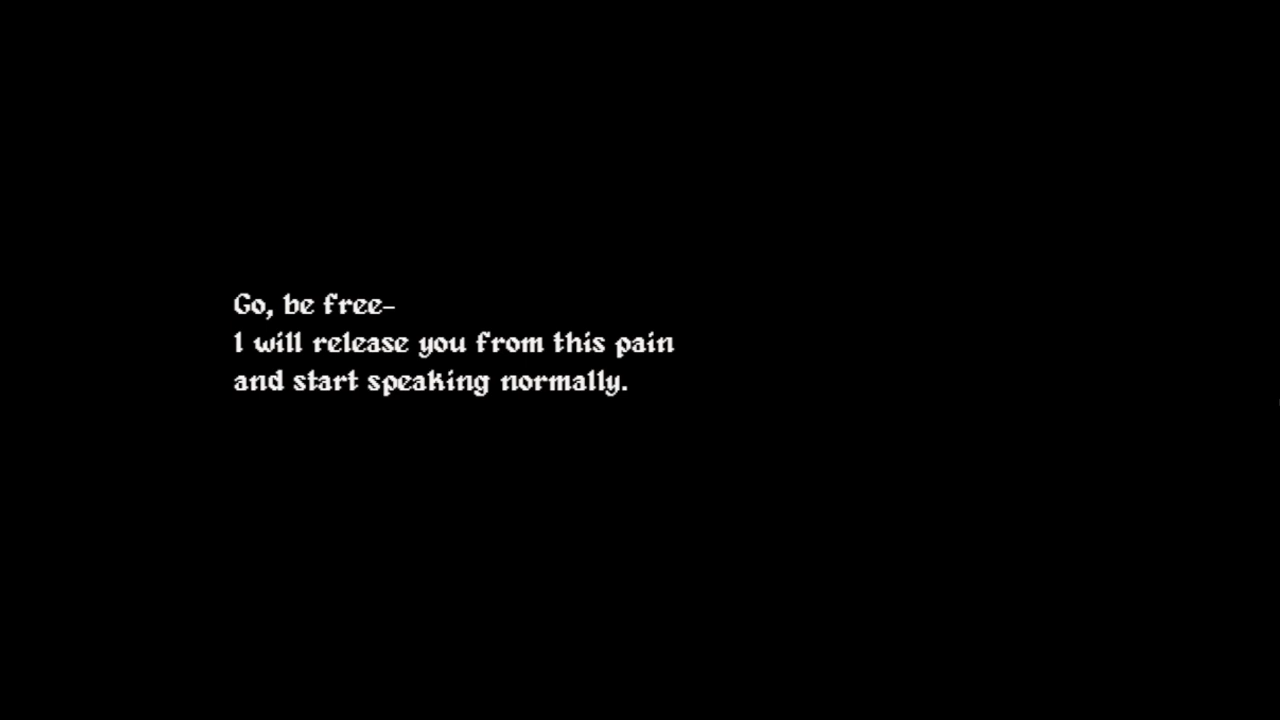 Go, be free-
I will release you from this pain
and start speaking normally.